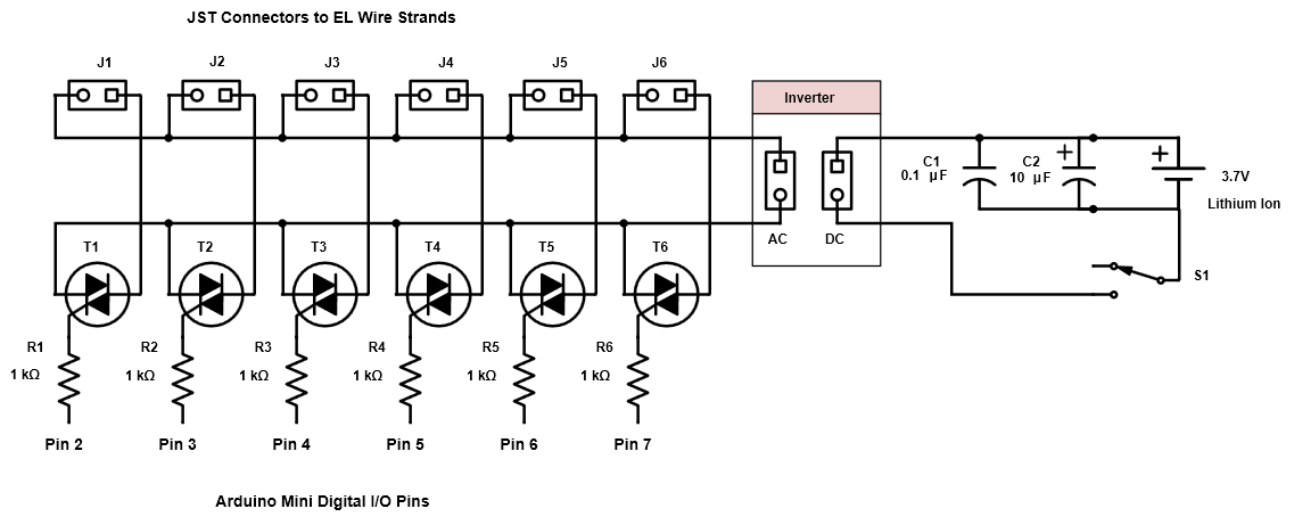 JST Connectors to EL Wire Strands
J1 J2 J3 J4 J5 J6
Inverter
C1
0.1 µF
C2
10 µF
+
+
3.7V
Lithium Ion
AC DC
T1 T2 T3 T4 T5 T6
S1
R1 R2 R3 R4 R5 R6
1 kΩ 1 kΩ 1 kΩ 1 kΩ 1 kΩ 1 kΩ
Pin 2 Pin 3 Pin 4 Pin 5 Pin 6 Pin 7
Arduino Mini Digital I/O Pins